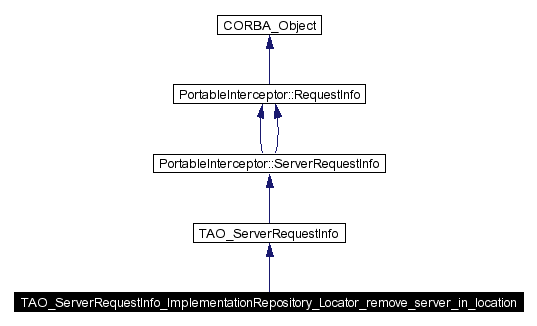 CORBA_Object
PortableInterceptor::RequestInfo
PortableInterceptor::ServerRequestInfo
TAO_ServerRequestInfo
TAO_ServerRequestInfo_ImplementationRepository_Locator_remove_server_in_location